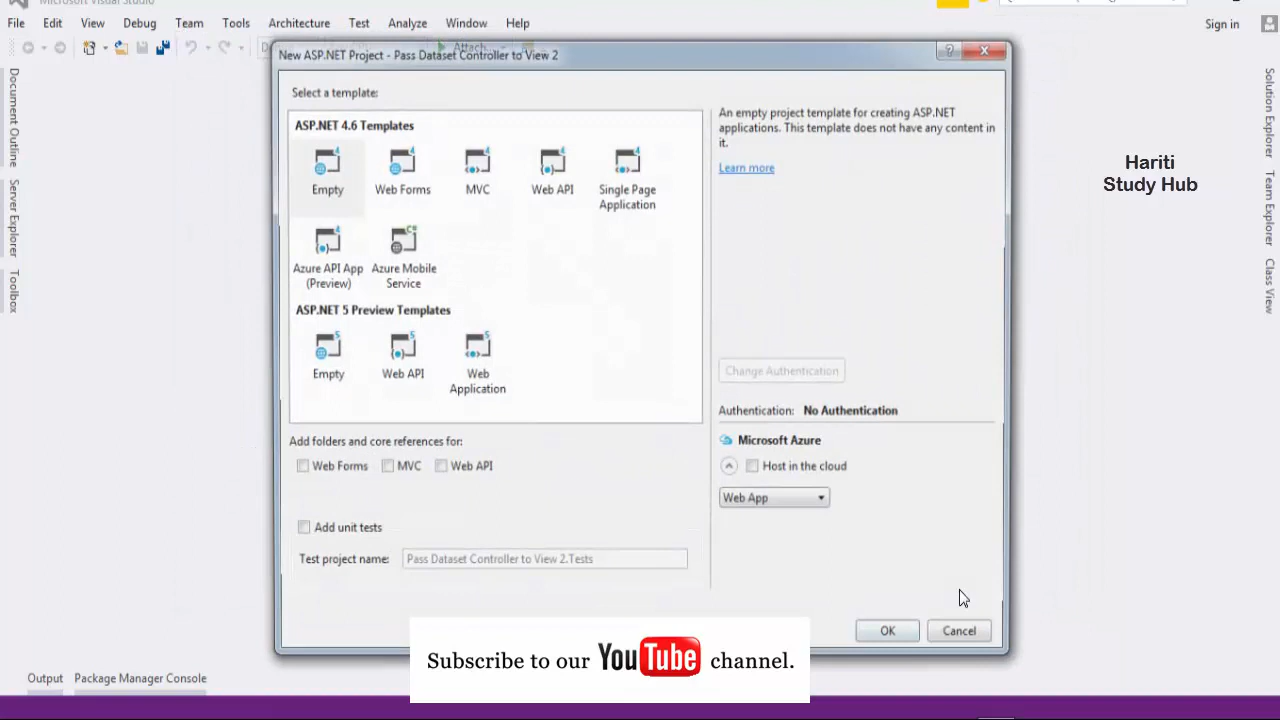 Microsoft Visual Studio
File Edit View Debug Team Tools Architecture Test Analyze Window Help
Sign in
Attach...
New ASP.NET Project - Pass Dataset Controller to View 2
Select a template:
ASP.NET 4.6 Templates
Empty
Web Forms
MVC
Web API
Single Page
Application
Azure API App
(Preview)
Azure Mobile
Service
ASP.NET 5 Preview Templates
Empty
Web API
Web
Application
An empty project template for creating ASP.NET
applications. This template does not have any content in
it.
Learn more
Change Authentication
Authentication: No Authentication
Microsoft Azure
Host in the cloud
Web App
Add folders and core references for:
Web Forms MVC Web API
Add unit tests
Test project name: Pass Dataset Controller to View 2.Tests
OK Cancel
Document Outline
Server Explorer
Toolbox
Solution Explorer
Team Explorer
Class View
Hariti
Study Hub
Subscribe to our YouTube channel.
Output Package Manager Console